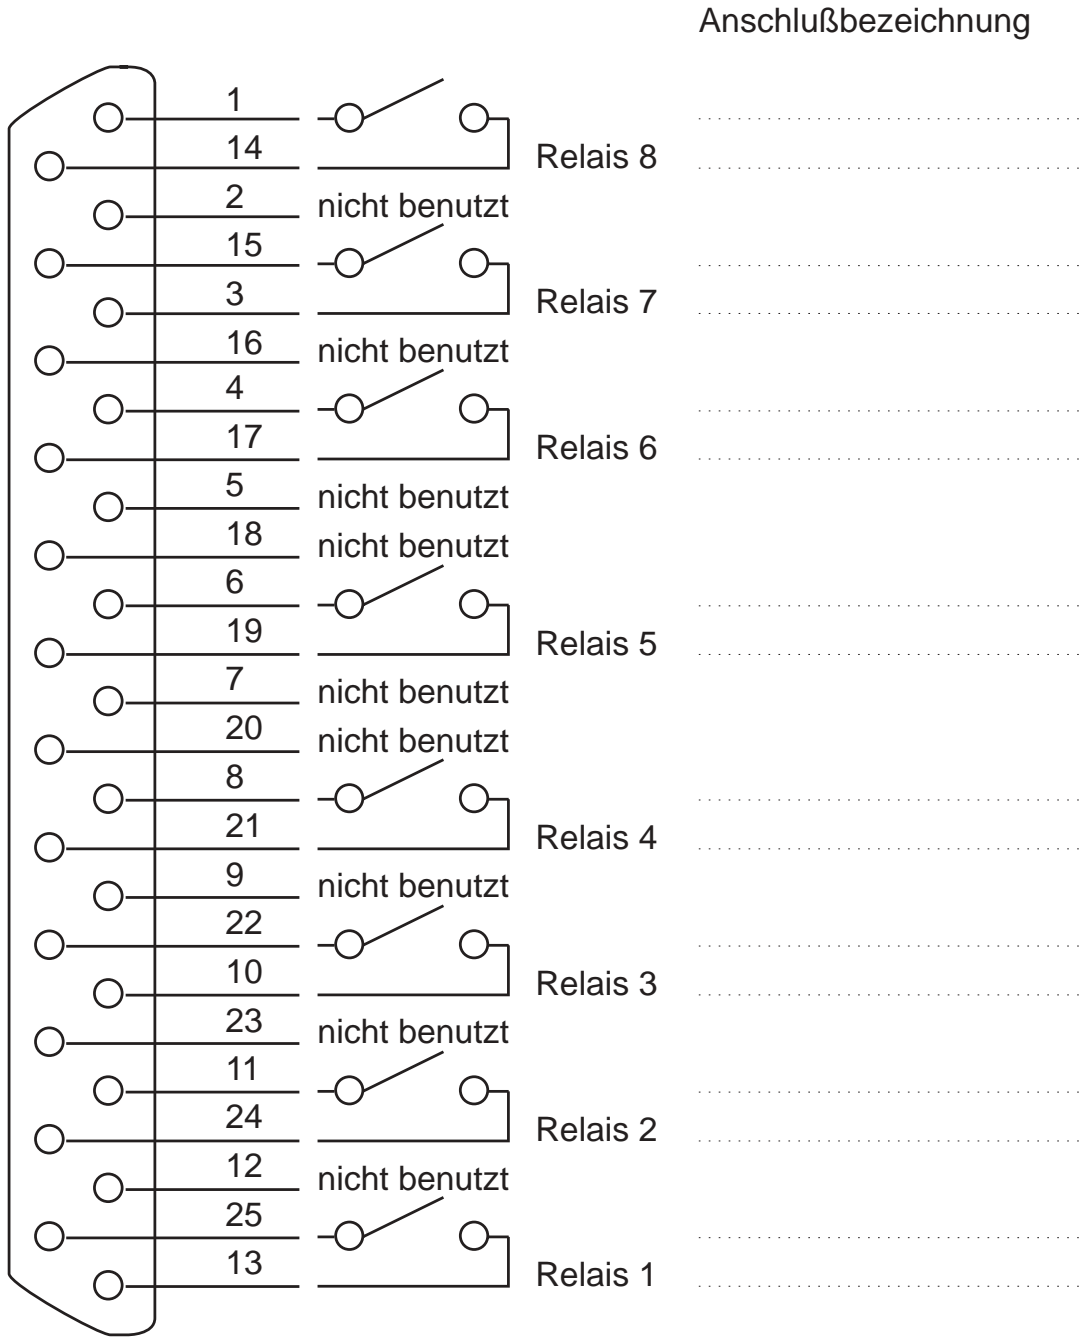 Anschlußbezeichnung
1
14
Relais 8
2 nicht benutzt
15
3
Relais 7
16 nicht benutzt
4
17
Relais 6
5 nicht benutzt
18 nicht benutzt
6
19
Relais 5
7 nicht benutzt
20 nicht benutzt
8
21
Relais 4
9 nicht benutzt
22
10
Relais 3
23 nicht benutzt
11
24
Relais 2
12 nicht benutzt
25
13
Relais 1